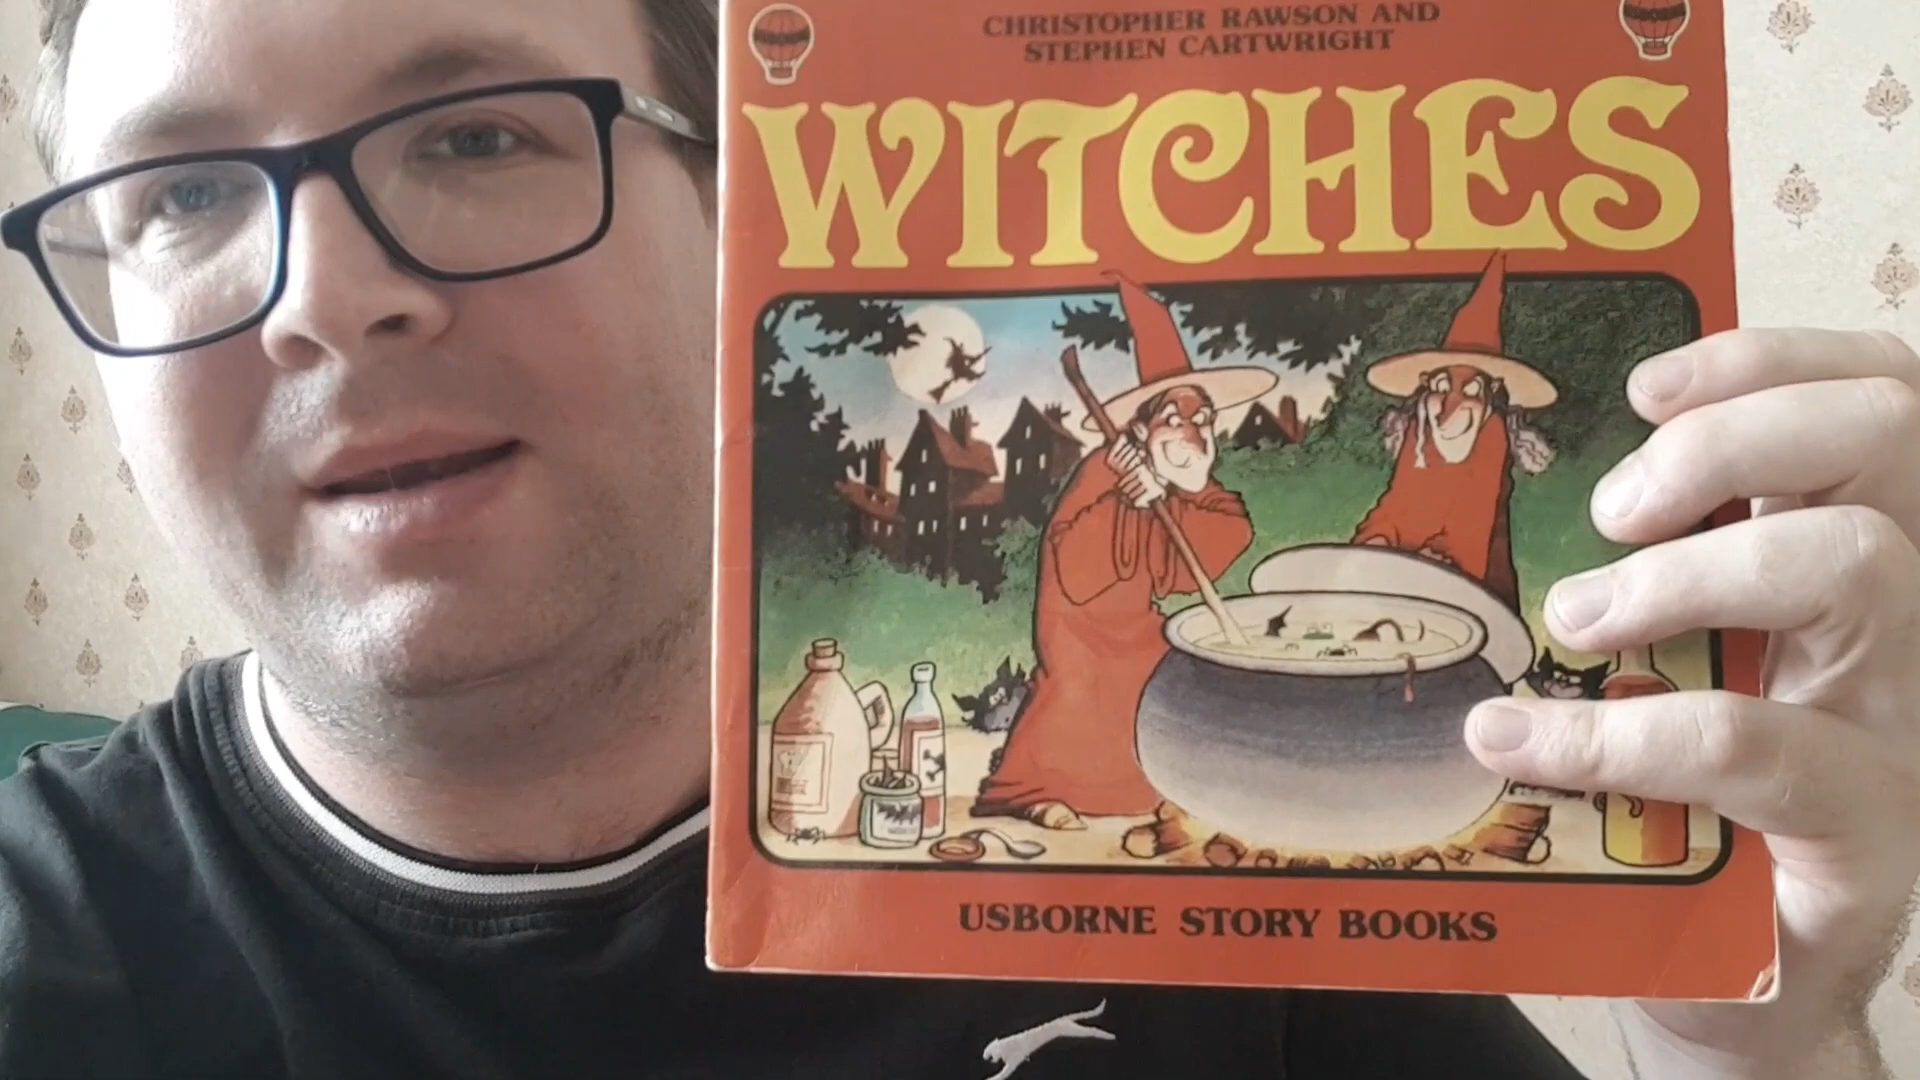 CHRISTOPHER RAWSON AND
STEPHEN CARTWRIGHT
WITCHES
USBORNE STORY BOOKS